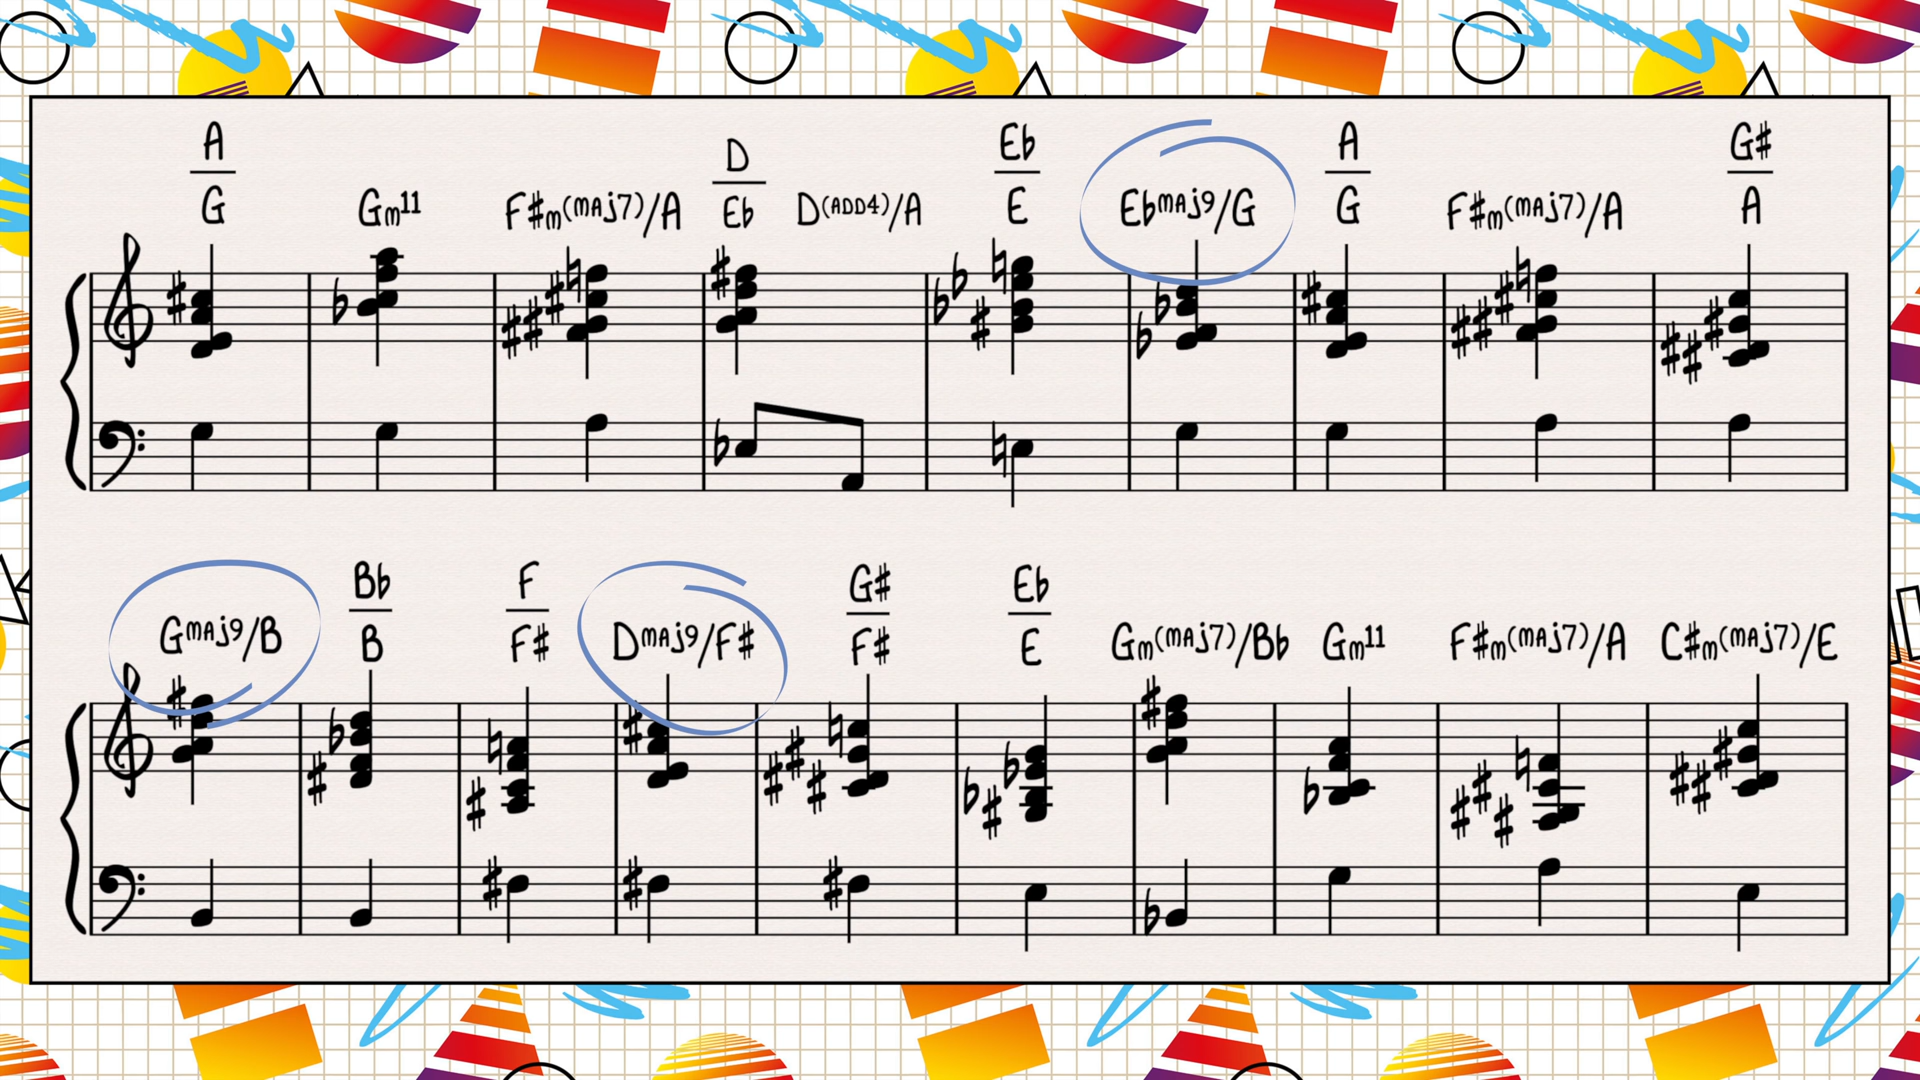 A
G
Gm11
F#m(maj7)/A
D
Eb
D(add4)/A
Eb
E
Ebmaj9/G
A
G
F#m(maj7)/A
G#
A
Gmaj9/B
Bb
B
F
F#
Dmaj9/F#
G#
F#
Eb
E
Gm(maj7)/Bb
Gm11
F#m(maj7)/A
C#m(maj7)/E